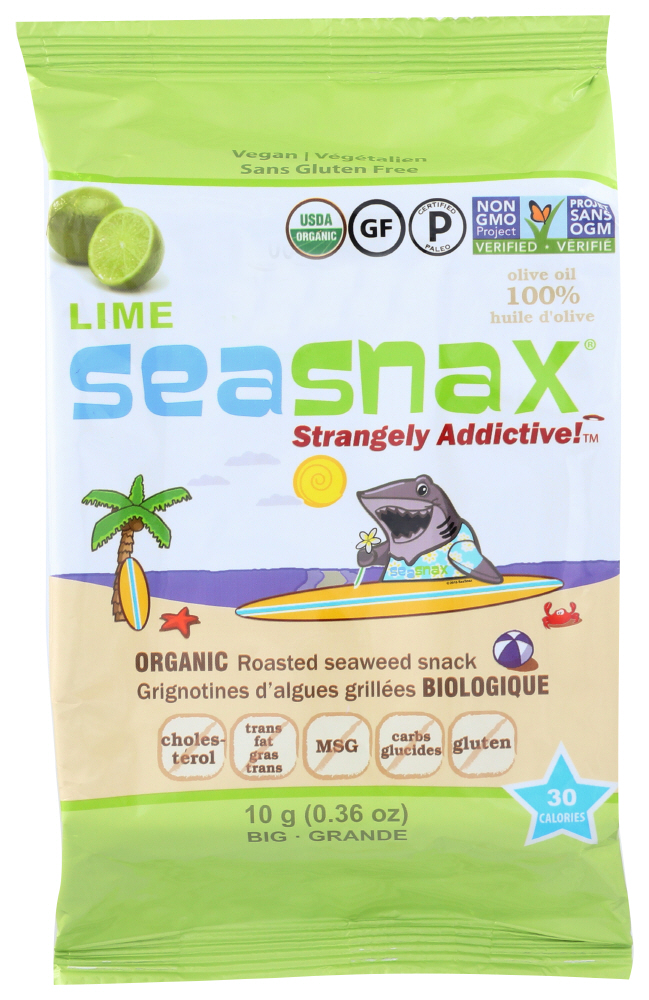 Vegan | Végétalien
Sans Gluten Free
USDA
ORGANIC
GF
CERTIFIED
P
PALEO
NON
GMO
Project
VERIFIED
PROJET
SANS
OGM
VERIFIÉ
olive oil
100%
huile d'olive
LIME
seasnax®
Strangely Addictive!™
seasnax
ORGANIC Roasted seaweed snack
Grignotines d'algues grillées BIOLOGIQUE
choles-
térol
trans
fat
gras
trans
MSG
carbs
glucides
gluten
30
CALORIES
10 g (0.36 oz)
BIG · GRANDE